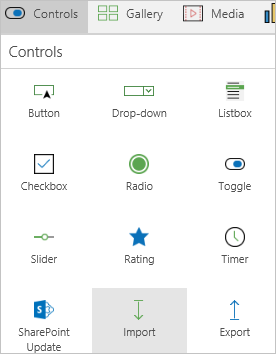 Controls Gallery Media
Controls
Button Drop-down Listbox
Checkbox Radio Toggle
Slider Rating Timer
SharePoint Import Export
Update